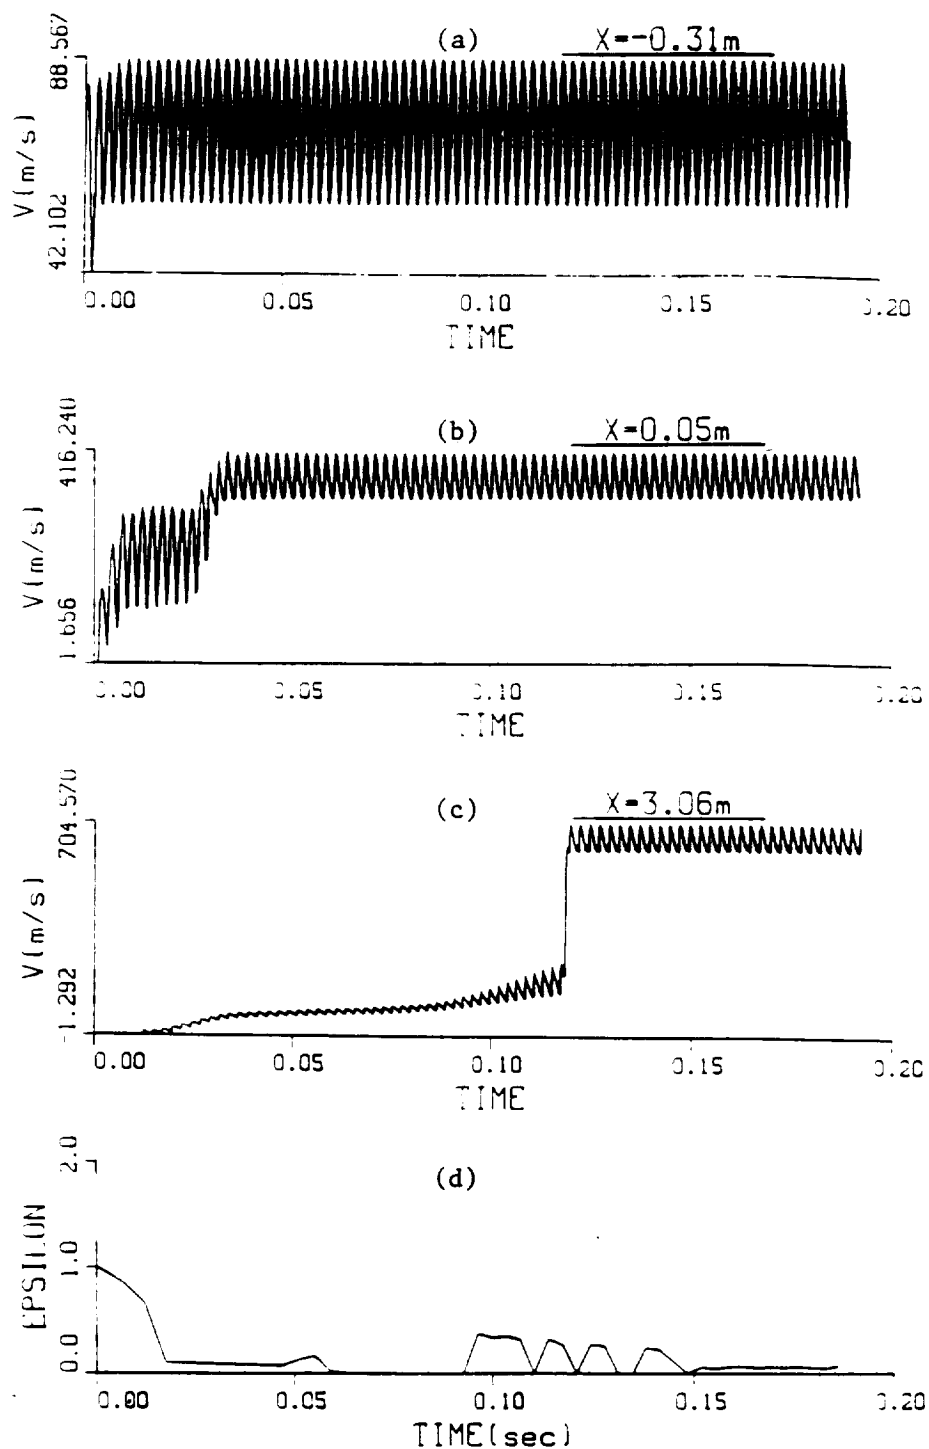 (a)
X=-0.31m
88.567
V(m/s)
42.102
0.00 0.05 0.10 0.15 0.20
TIME
(b)
X=0.05m
416.240
V(m/s)
1.656
0.00 0.05 0.10 0.15 0.20
TIME
(c)
X=3.06m
704.570
V(m/s)
-1.292
0.00 0.05 0.10 0.15 0.20
TIME
(d)
2.0
1.0
0.0
EPSILON
0.00 0.05 0.10 0.15 0.20
TIME(sec)